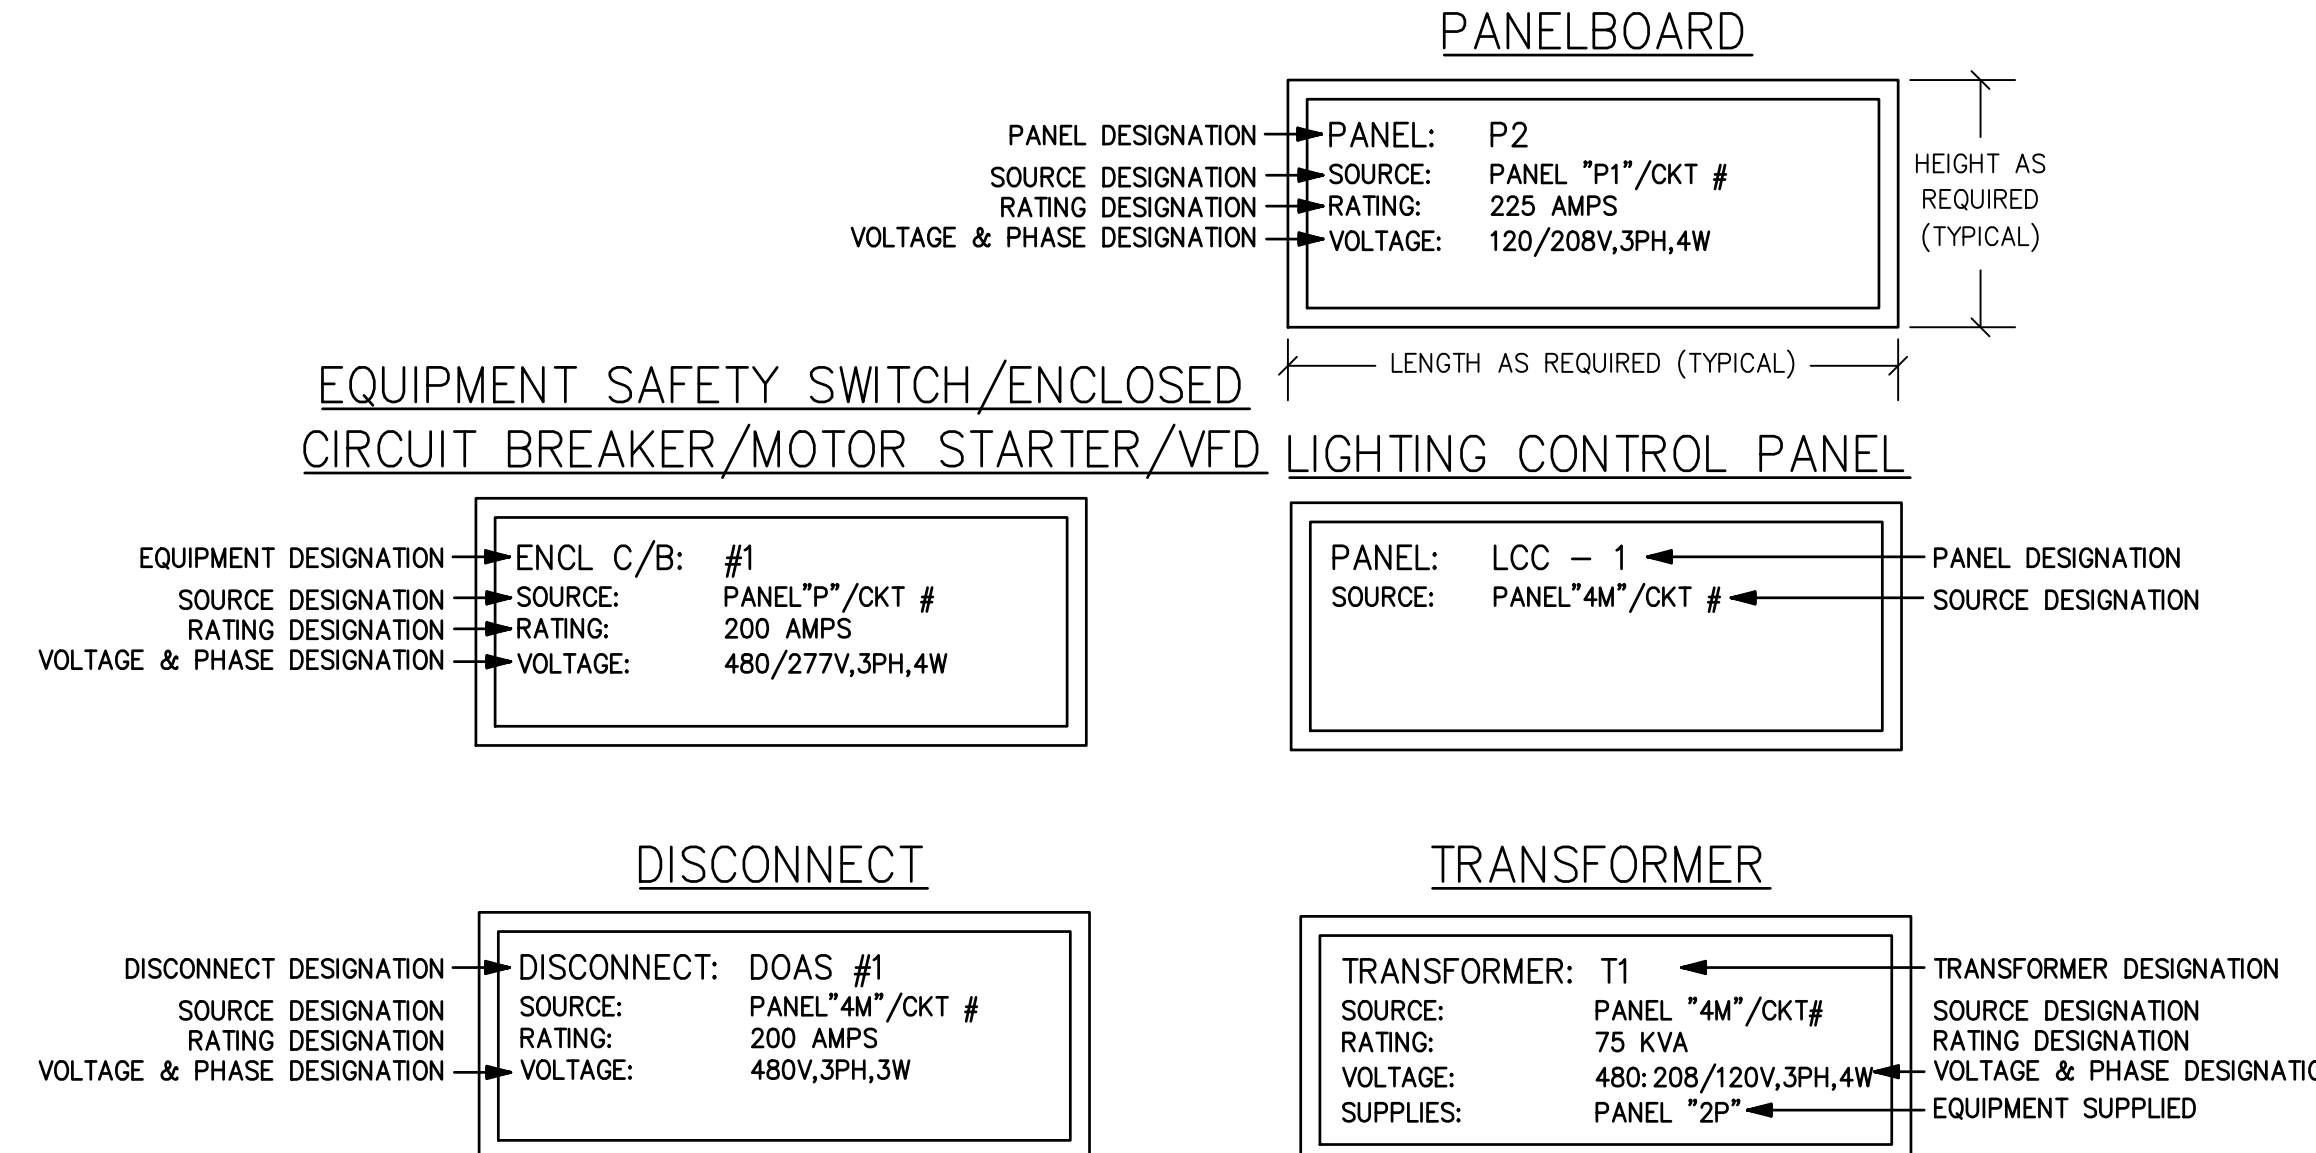 PANELBOARD
PANEL DESIGNATION
SOURCE DESIGNATION
RATING DESIGNATION
VOLTAGE & PHASE DESIGNATION
PANEL: P2
SOURCE: PANEL "P1"/CKT #
RATING: 225 AMPS
VOLTAGE: 120/208V,3PH,4W
HEIGHT AS
REQUIRED
(TYPICAL)
LENGTH AS REQUIRED (TYPICAL)
EQUIPMENT SAFETY SWITCH/ENCLOSED
CIRCUIT BREAKER/MOTOR STARTER/VFD
EQUIPMENT DESIGNATION
SOURCE DESIGNATION
RATING DESIGNATION
VOLTAGE & PHASE DESIGNATION
ENCL C/B: #1
SOURCE: PANEL"P"/CKT #
RATING: 200 AMPS
VOLTAGE: 480/277V,3PH,4W
LIGHTING CONTROL PANEL
PANEL: LCC - 1
SOURCE: PANEL"4M"/CKT #
PANEL DESIGNATION
SOURCE DESIGNATION
DISCONNECT
DISCONNECT DESIGNATION
SOURCE DESIGNATION
RATING DESIGNATION
VOLTAGE & PHASE DESIGNATION
DISCONNECT: DOAS #1
SOURCE: PANEL"4M"/CKT #
RATING: 200 AMPS
VOLTAGE: 480V,3PH,3W
TRANSFORMER
TRANSFORMER: T1
SOURCE: PANEL "4M"/CKT#
RATING: 75 KVA
VOLTAGE: 480:208/120V,3PH,4W
SUPPLIES: PANEL "2P"
TRANSFORMER DESIGNATION
SOURCE DESIGNATION
RATING DESIGNATION
VOLTAGE & PHASE
EQUIPMENT SUPPLIED